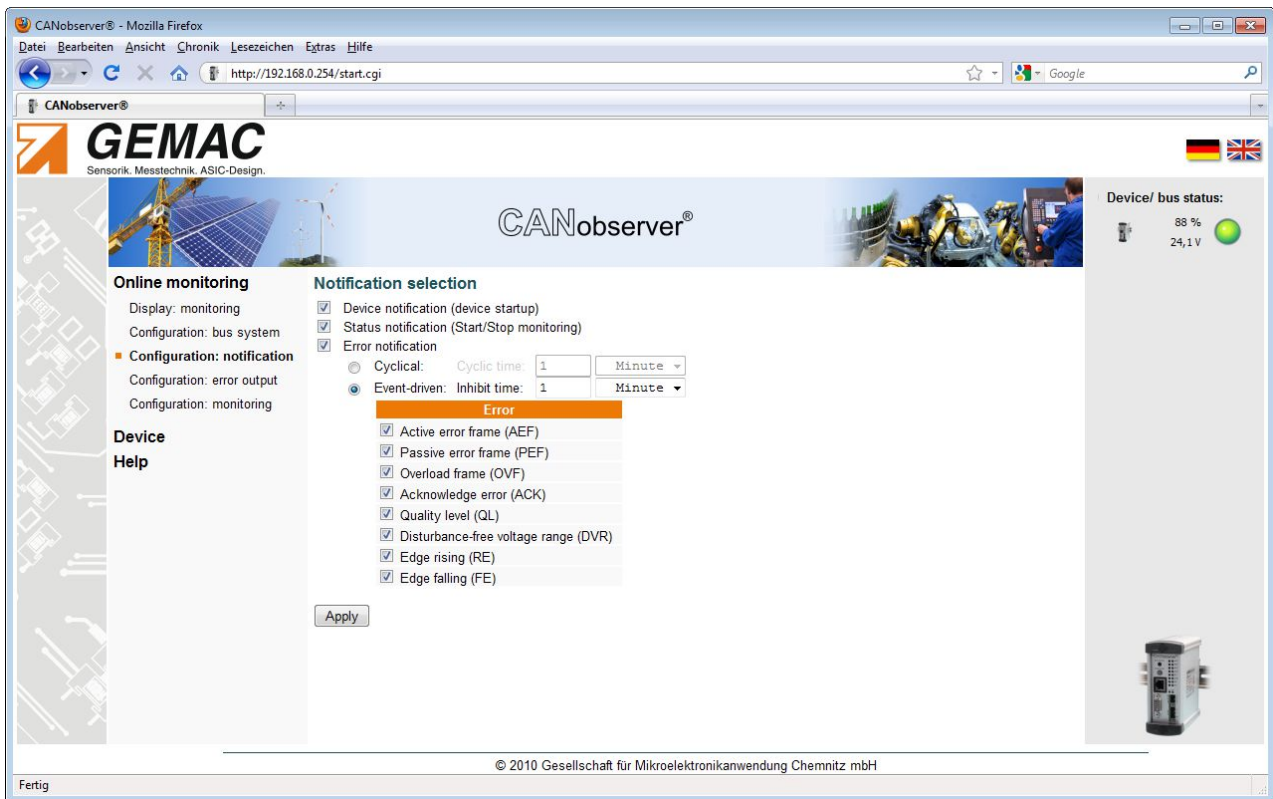 CANobserver® - Mozilla Firefox
Datei Bearbeiten Ansicht Chronik Lesezeichen Extras Hilfe
http://192.168.0.254/start.cgi
Google
CANobserver®
GEMAC
Sensorik. Messtechnik. ASIC-Design.
CANobserver®
Device/ bus status:
88 %
24,1 V
Online monitoring
Display: monitoring
Configuration: bus system
Configuration: notification
Configuration: error output
Configuration: monitoring
Device
Help
Notification selection
Device notification (device startup)
Status notification (Start/Stop monitoring)
Error notification
Cyclical: Cyclic time: 1 Minute
Event-driven: Inhibit time: 1 Minute
Error
Active error frame (AEF)
Passive error frame (PEF)
Overload frame (OVF)
Acknowledge error (ACK)
Quality level (QL)
Disturbance-free voltage range (DVR)
Edge rising (RE)
Edge falling (FE)
Apply
© 2010 Gesellschaft für Mikroelektronikanwendung Chemnitz mbH
Fertig